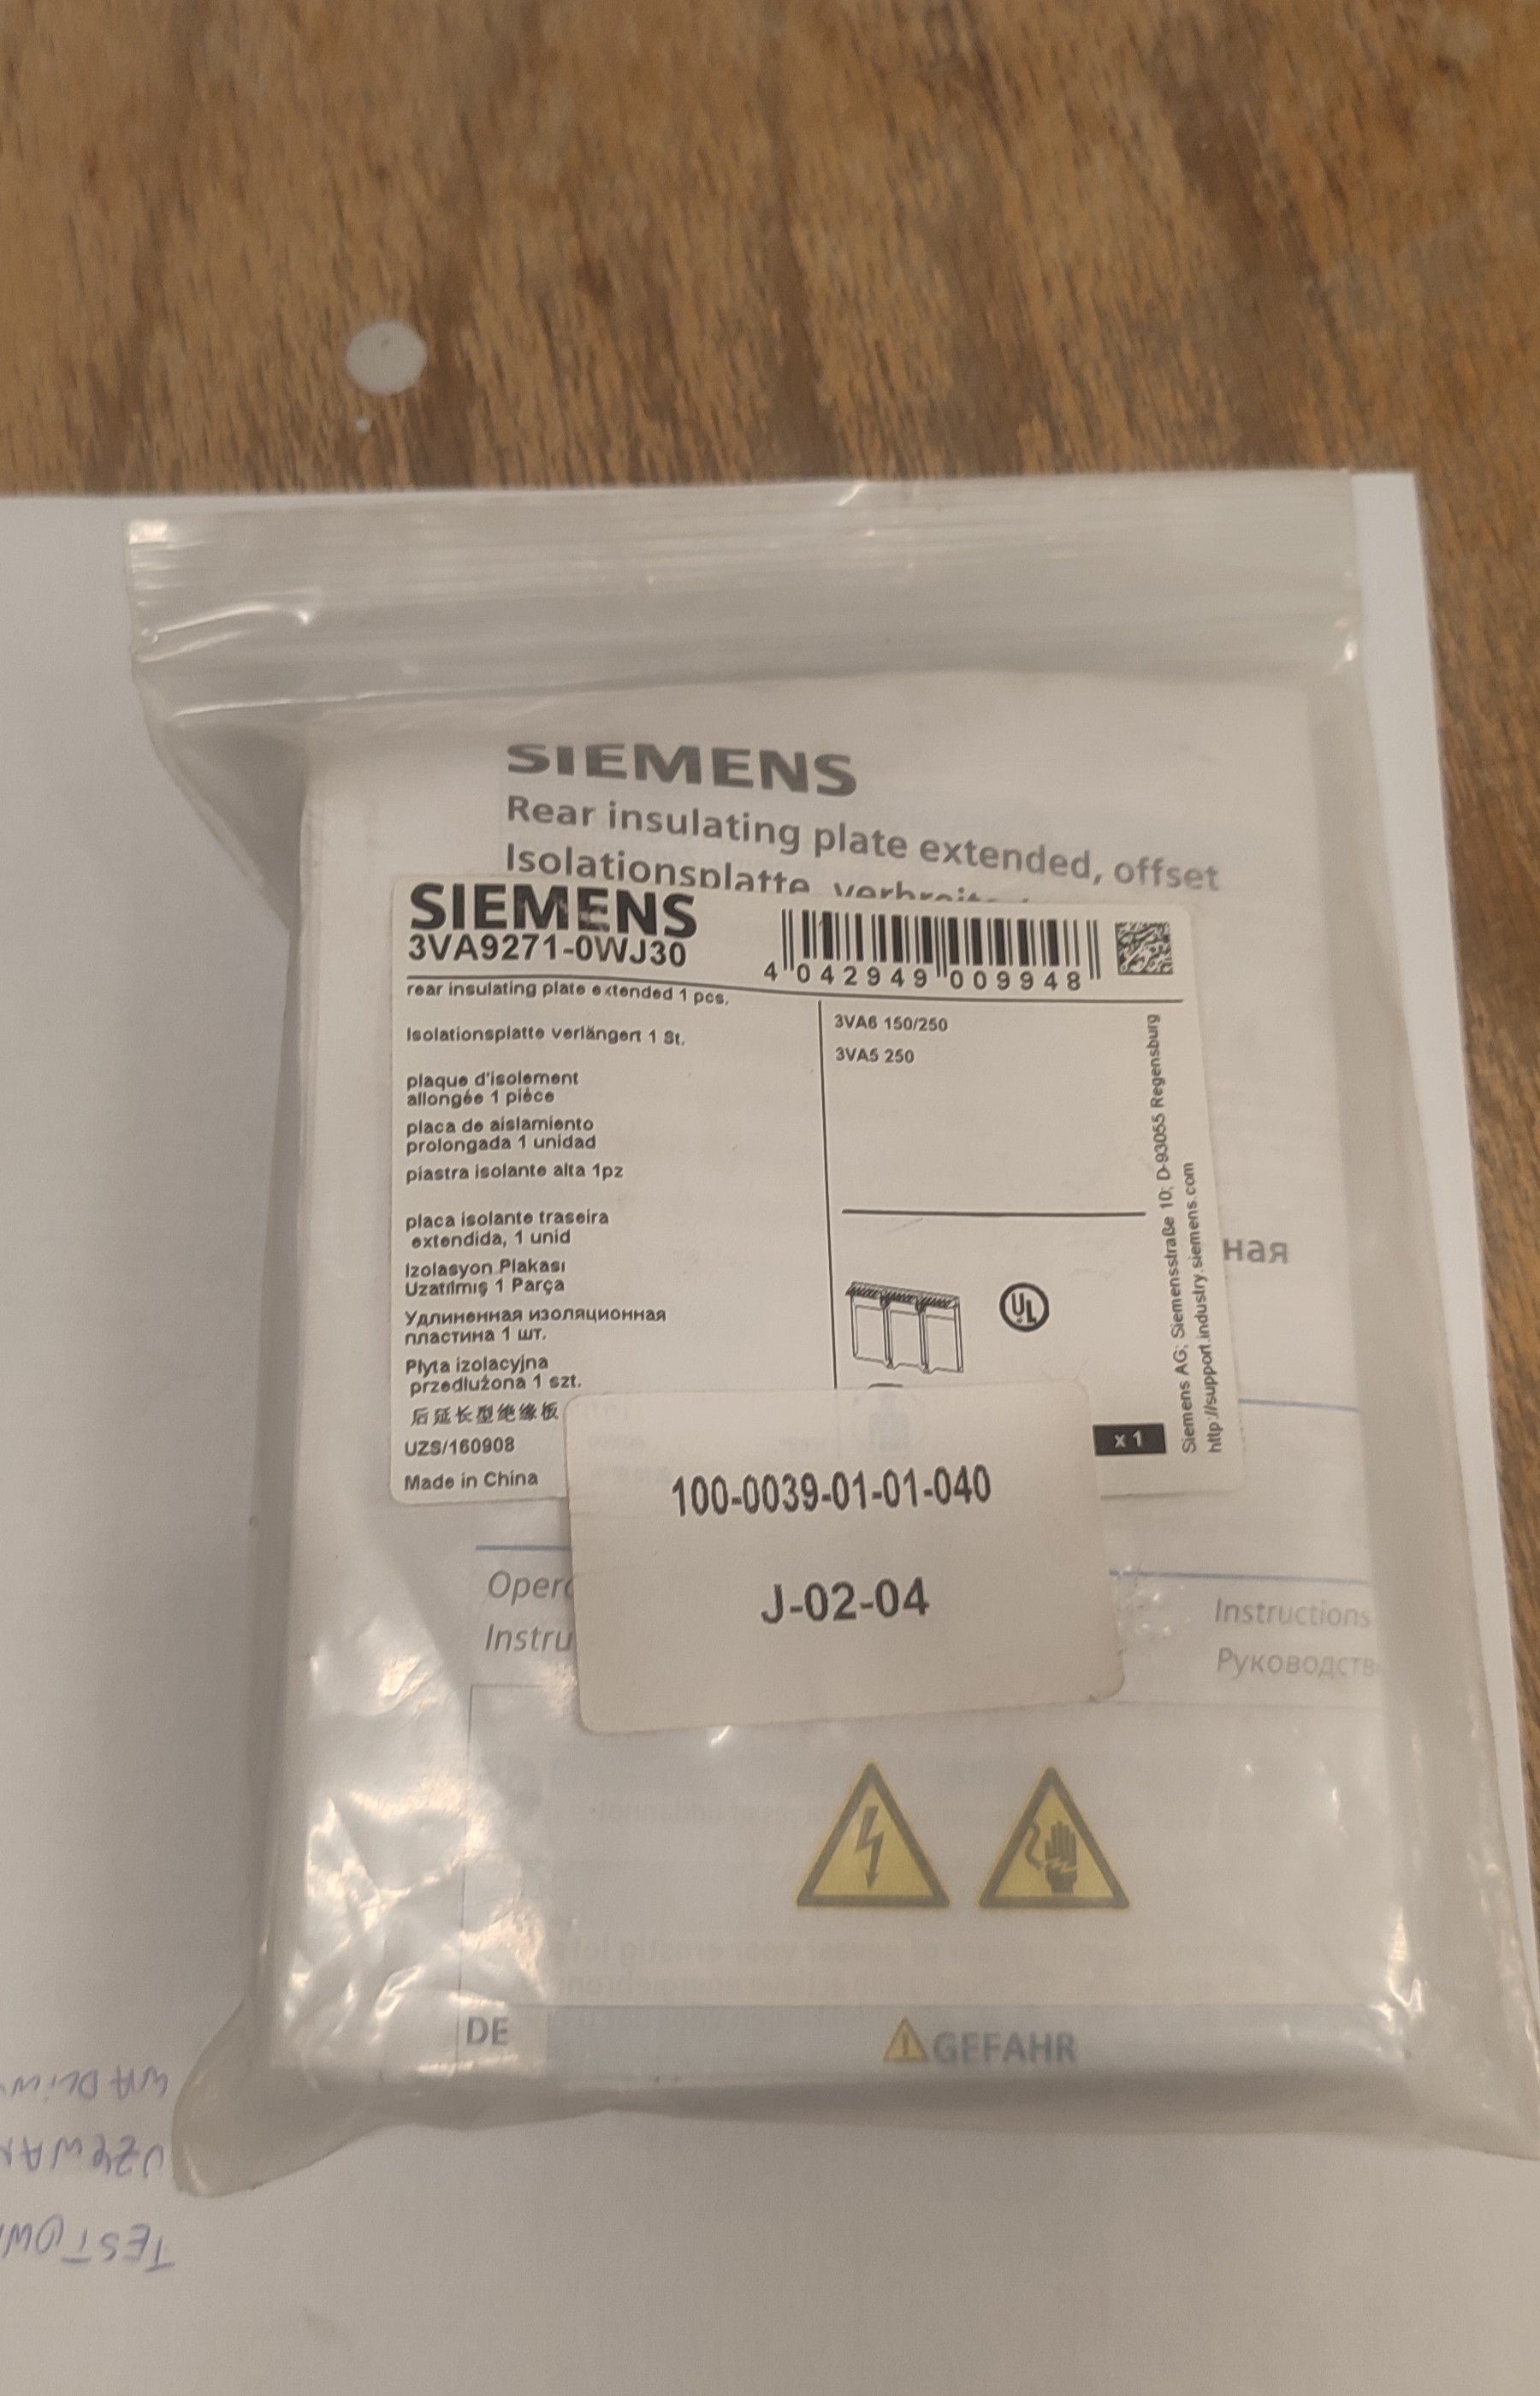 SIEMENS
Rear insulating plate extended, offset
Isolationsplatte
SIEMENS
3VA9271-0WJ30
4 042949 009948
rear insulating plate extended 1 pcs.
Isolationsplatte verlängert 1 St.
plaque d'isolement
allongée 1 pièce
placa de aislamiento
prolongada 1 unidad
piastra isolante alta 1pz
placa isolante traseira
extendida, 1 unid
Izolasyon Plakası
Uzatılmış 1 Parça
Удлиненная изоляционная
пластина 1 шт.
Płyta izolacyjna
przedłużona 1 szt.
后延长型绝缘板
UZS/160908
Made in China
3VA6 150/250
3VA5 250
UL
x 1
Siemens AG; Siemensstraße 10; D-93055 Regensburg
http://support.industry.siemens.com
ная
100-0039-01-01-040
J-02-04
Oper
Instru
Instructions
Руководств
DE
GEFAHR